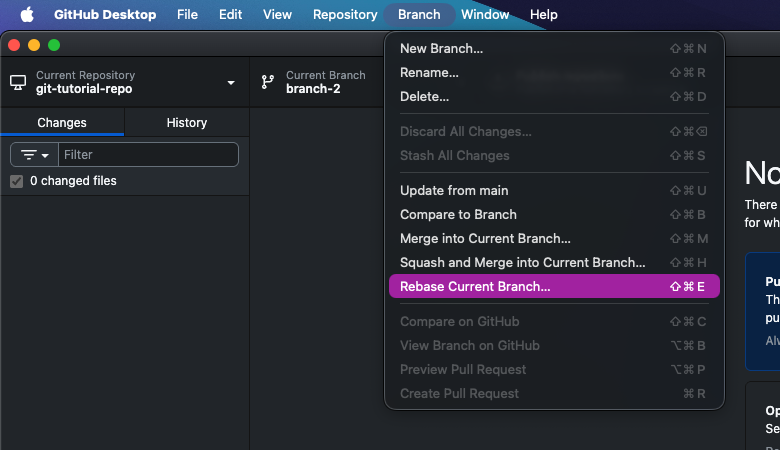 GitHub Desktop File Edit View Repository Branch Window Help
Current Repository
git-tutorial-repo
Current Branch
branch-2
Changes History
Filter
0 changed files
New Branch... ⇧⌘N
Rename... ⇧⌘R
Delete... ⇧⌘D
Discard All Changes... ⇧⌘⌫
Stash All Changes ⇧⌘S
Update from main ⇧⌘U
Compare to Branch ⇧⌘B
Merge into Current Branch... ⇧⌘M
Squash and Merge into Current Branch... ⇧⌘H
Rebase Current Branch... ⇧⌘E
Compare on GitHub ⇧⌘C
View Branch on GitHub ⌥⌘B
Preview Pull Request ⌥⌘P
Create Pull Request ⌘R
No
There
for wh
Pu
Th
pu
Alw
Op
Se